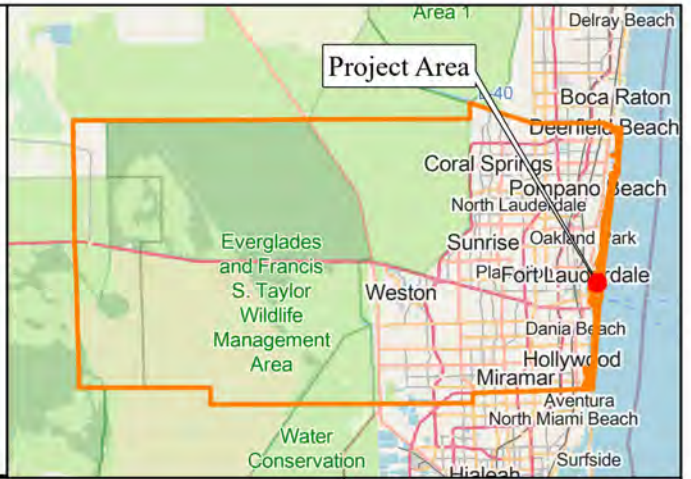 Area 1
Delray Beach
Project Area
L-40
Boca Raton
Deerfield Beach
Coral Springs
Pompano Beach
North Lauderdale
Sunrise
Oakland Park
Fort Lauderdale
Everglades
and Francis
S. Taylor
Wildlife
Management
Area
Weston
Dania Beach
Hollywood
Miramar
Aventura
North Miami Beach
Water
Conservation
Surfside
Hialeah